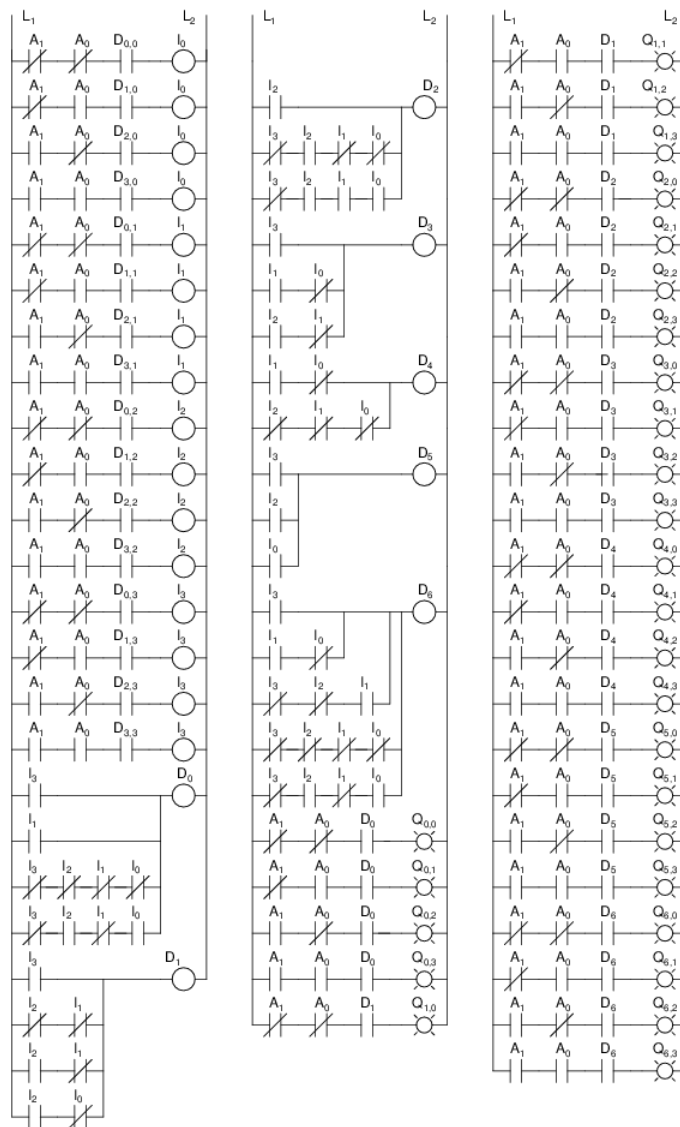 L1 L2
A1 A0 D0,0 I0
A1 A0 D1,0 I0
A1 A0 D2,0 I0
A1 A0 D3,0 I0
A1 A0 D0,1 I1
A1 A0 D1,1 I1
A1 A0 D2,1 I1
A1 A0 D3,1 I1
A1 A0 D0,2 I2
A1 A0 D1,2 I2
A1 A0 D2,2 I2
A1 A0 D3,2 I2
A1 A0 D0,3 I3
A1 A0 D1,3 I3
A1 A0 D2,3 I3
A1 A0 D3,3 I3
I3 D0
I1
I3 I2 I1 I0
I3 I2 I1 I0
I3 D1
I2 I1
I2 I1
I2 I0
L1 L2
I2 D2
I3 I2 I1 I0
I3 I2 I1 I0
I3 D3
I1 I0
I2 I1
I1 I0 D4
I2 I1 I0
I3 D5
I2
I0
I3 D6
I1 I0
I3 I2 I1
I3 I2 I1 I0
I3 I2 I1 I0
A1 A0 D0 Q0,0
A1 A0 D0 Q0,1
A1 A0 D0 Q0,2
A1 A0 D0 Q0,3
A1 A0 D1 Q1,0
L1 L2
A1 A0 D1 Q1,1
A1 A0 D1 Q1,2
A1 A0 D1 Q1,3
A1 A0 D2 Q2,0
A1 A0 D2 Q2,1
A1 A0 D2 Q2,2
A1 A0 D2 Q2,3
A1 A0 D3 Q3,0
A1 A0 D3 Q3,1
A1 A0 D3 Q3,2
A1 A0 D3 Q3,3
A1 A0 D4 Q4,0
A1 A0 D4 Q4,1
A1 A0 D4 Q4,2
A1 A0 D4 Q4,3
A1 A0 D5 Q5,0
A1 A0 D5 Q5,1
A1 A0 D5 Q5,2
A1 A0 D5 Q5,3
A1 A0 D6 Q6,0
A1 A0 D6 Q6,1
A1 A0 D6 Q6,2
A1 A0 D6 Q6,3